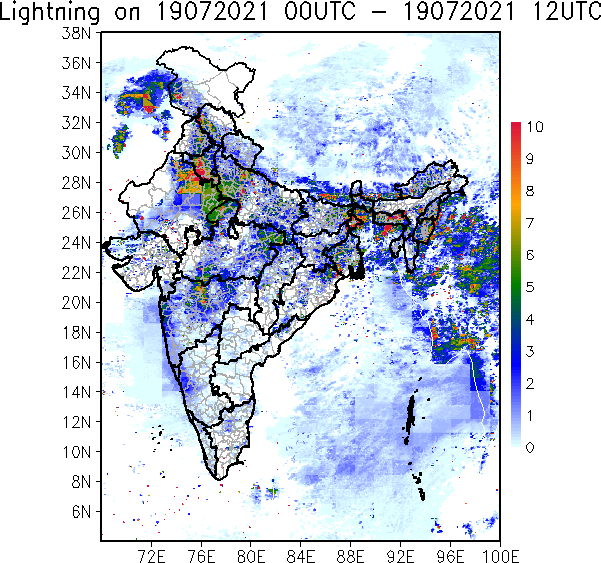 Lightning on 19072021 00UTC – 19072021 12UTC
38N
36N
34N
32N
30N
28N
26N
24N
22N
20N
18N
16N
14N
12N
10N
8N
6N
72E 76E 80E 84E 88E 92E 96E 100E
10
9
8
7
6
5
4
3
2
1
0